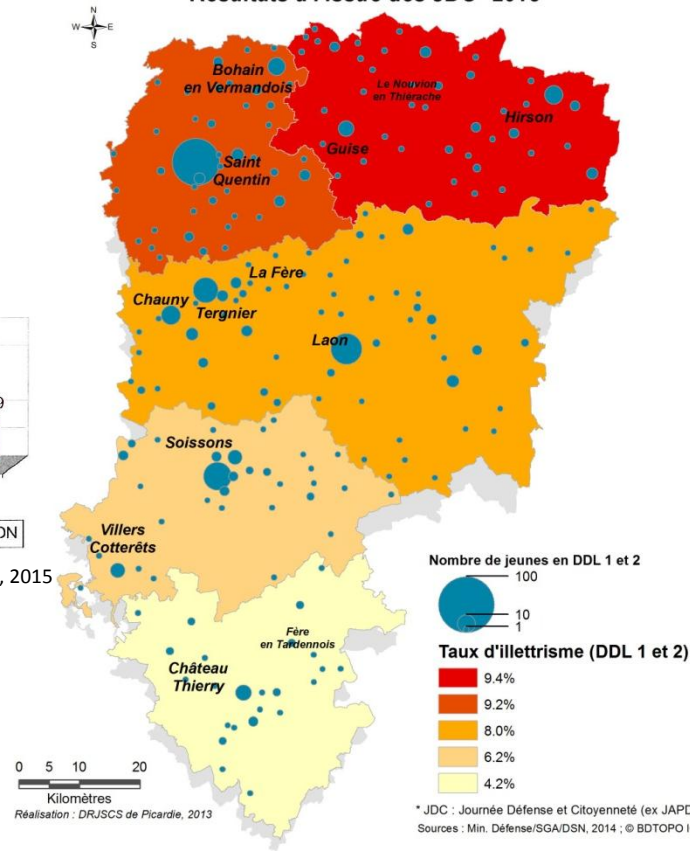 N
W E
S
Bohain
en Vermandois
Le Nouvion
en Thiérache
Hirson
Guise
Saint
Quentin
La Fère
Chauny
Tergnier
Laon
9
Soissons
ON
Villers
Cotterêts
, 2015
Nombre de jeunes en DDL 1 et 2
100
10
1
Fère
en Tardennois
Château
Thierry
Taux d'illettrisme (DDL 1 et 2)
9.4%
9.2%
8.0%
6.2%
4.2%
0 5 10 20
Kilomètres
Réalisation : DRJSCS de Picardie, 2013
* JDC : Journée Défense et Citoyenneté (ex JAPD
Sources : Min. Défense/SGA/DSN, 2014 ; © BDTOPO I